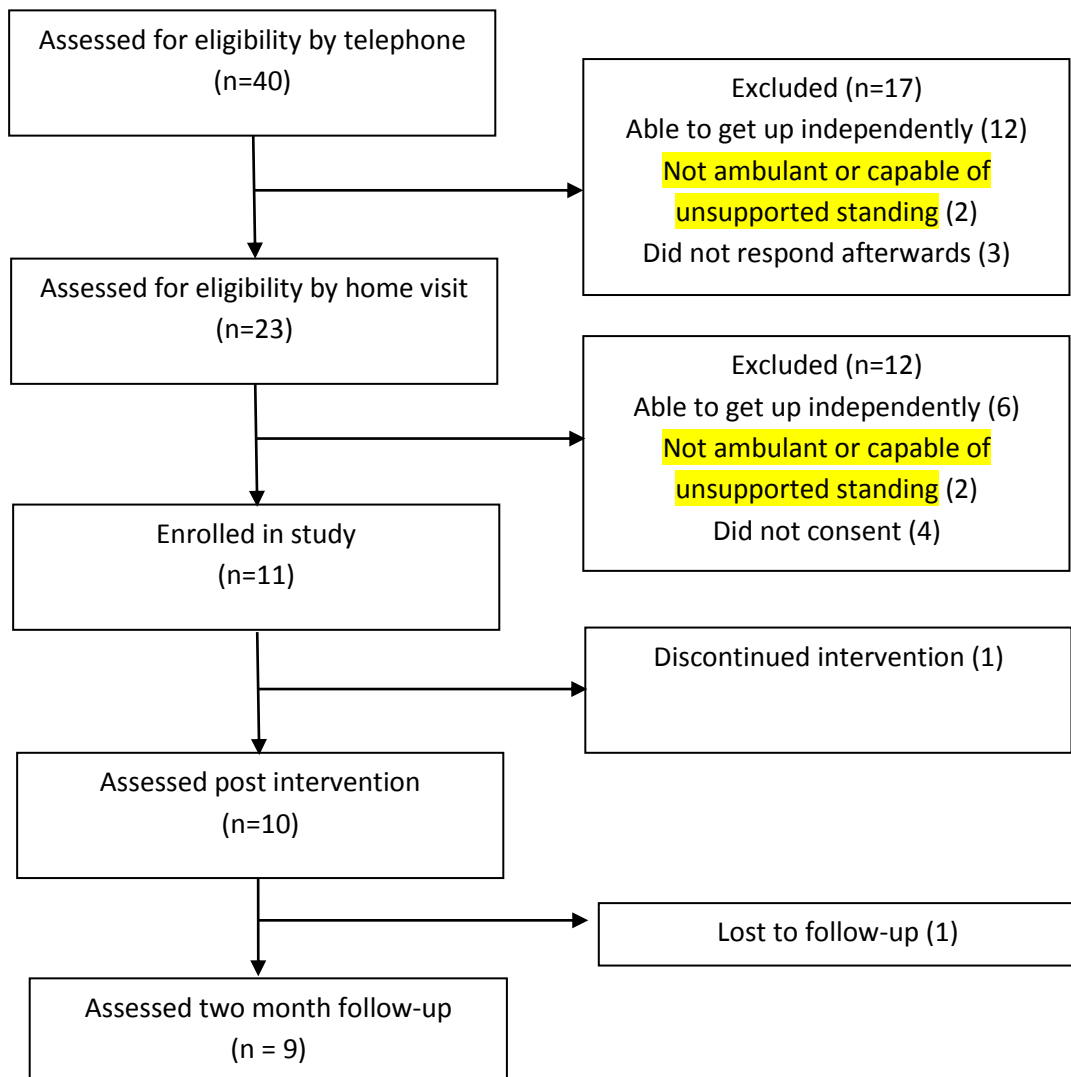 Assessed for eligibility by telephone
(n=40)
Excluded (n=17)
Able to get up independently (12)
Not ambulant or capable of
unsupported standing (2)
Did not respond afterwards (3)
Assessed for eligibility by home visit
(n=23)
Excluded (n=12)
Able to get up independently (6)
Not ambulant or capable of
unsupported standing (2)
Did not consent (4)
Enrolled in study
(n=11)
Discontinued intervention (1)
Assessed post intervention
(n=10)
Lost to follow-up (1)
Assessed two month follow-up
(n = 9)